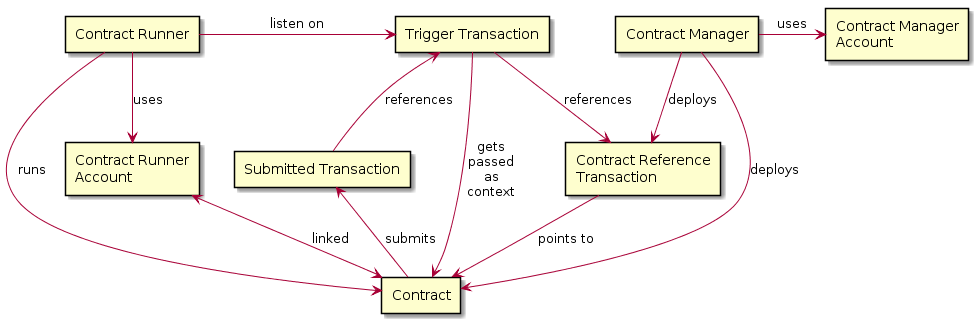 listen on
uses
Contract Runner
Trigger Transaction
Contract Manager
Contract Manager
Account
uses
references
references
deploys
Contract Runner
Account
Submitted Transaction
gets
passed
as
context
Contract Reference
Transaction
runs
deploys
linked
submits
points to
Contract